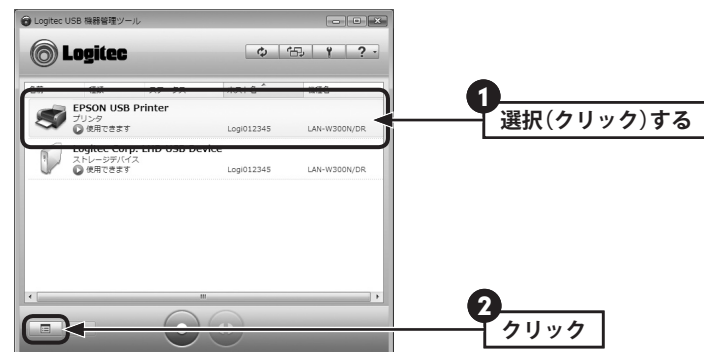 Logitec USB 機器管理ツール
Logitec
?
EPSON USB Printer
プリンタ
使用できます
Logi012345
LAN-W300N/DR
Logitec Corp. LHD USB Device
ストレージデバイス
使用できます
Logi012345
LAN-W300N/DR
1
選択(クリック)する
2
クリック